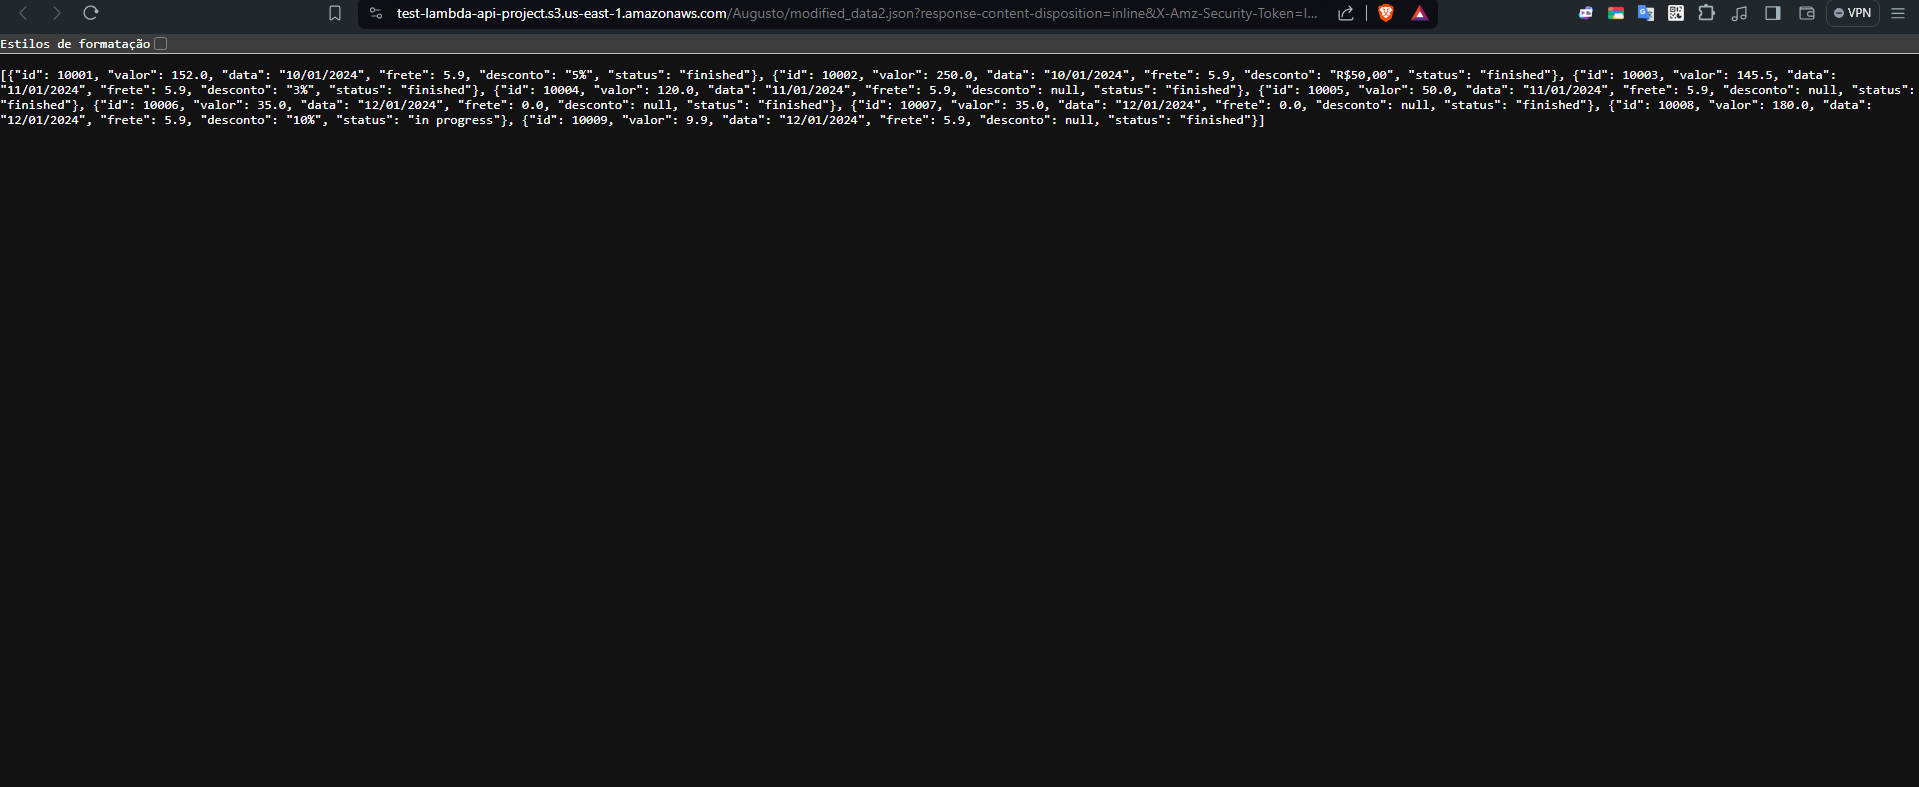 test-lambda-api-project.s3.us-east-1.amazonaws.com/Augusto/modified_data2.json?response-content-disposition=inline&X-Amz-Security-Token=I...
VPN
Estilos de formatação
[{"id": 10001, "valor": 152.0, "data": "10/01/2024", "frete": 5.9, "desconto": "5%", "status": "finished"}, {"id": 10002, "valor": 250.0, "data": "10/01/2024", "frete": 5.9, "desconto": "R$50,00", "status": "finished"}, {"id": 10003, "valor": 145.5, "data":
"11/01/2024", "frete": 5.9, "desconto": "3%", "status": "finished"}, {"id": 10004, "valor": 120.0, "data": "11/01/2024", "frete": 5.9, "desconto": null, "status": "finished"}, {"id": 10005, "valor": 50.0, "data": "11/01/2024", "frete": 5.9, "desconto": null, "status":
"finished"}, {"id": 10006, "valor": 35.0, "data": "12/01/2024", "frete": 0.0, "desconto": null, "status": "finished"}, {"id": 10007, "valor": 35.0, "data": "12/01/2024", "frete": 0.0, "desconto": null, "status": "finished"}, {"id": 10008, "valor": 180.0, "data":
"12/01/2024", "frete": 5.9, "desconto": "10%", "status": "in progress"}, {"id": 10009, "valor": 9.9, "data": "12/01/2024", "frete": 5.9, "desconto": null, "status": "finished"}]